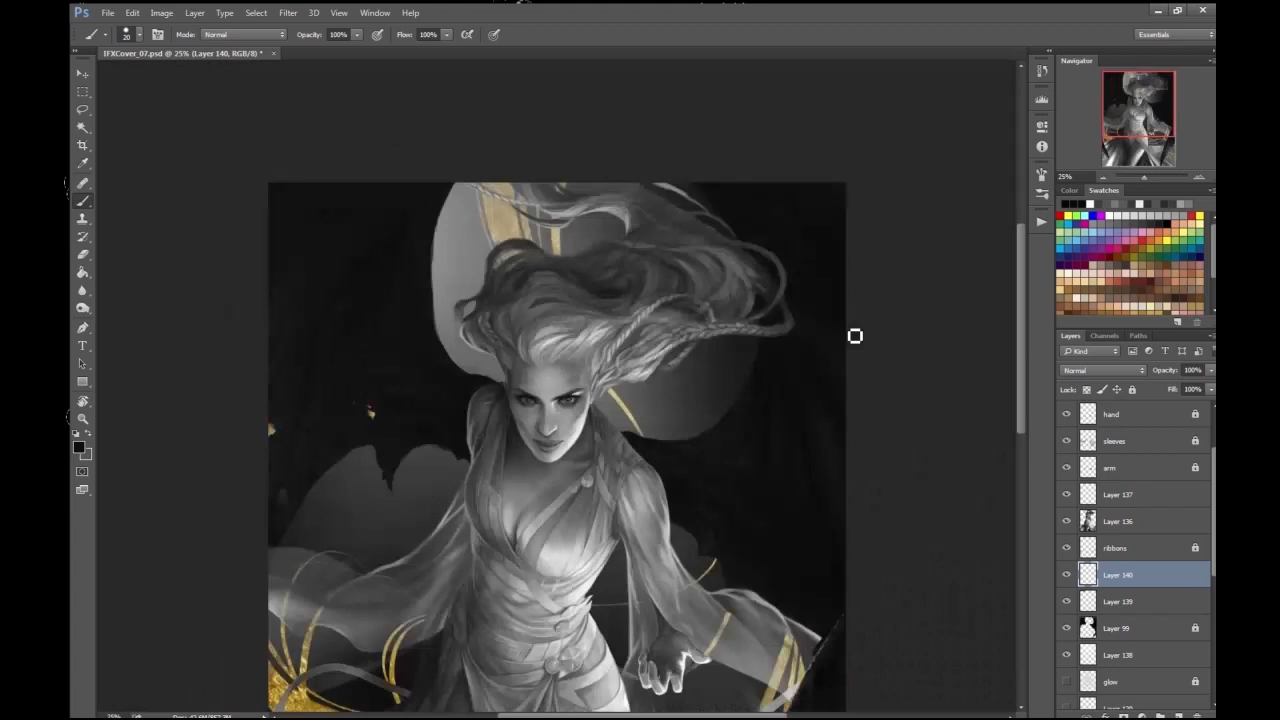 Ps File Edit Image Layer Type Select Filter 3D View Window Help
20 Mode: Normal Opacity: 100% Flow: 100% Essentials
IFXCover_07.psd @ 25% (Layer 140, RGB/8) * ×
Navigator
25%
Color Swatches
Layers Channels Paths
Kind
Normal Opacity: 100%
Lock: Fill: 100%
hand
sleeves
arm
Layer 137
Layer 136
ribbons
Layer 140
Layer 139
Layer 99
Layer 138
glow
25%